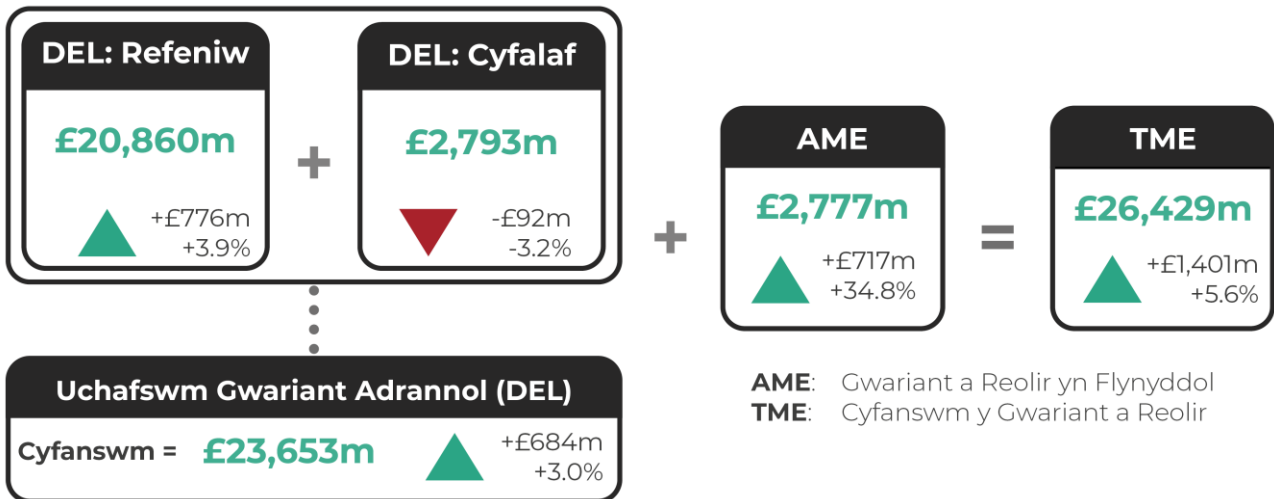 DEL: Refeniw
£20,860m
+£776m
+3.9%
+
DEL: Cyfalaf
£2,793m
-£92m
-3.2%
+
AME
£2,777m
+£717m
+34.8%
=
TME
£26,429m
+£1,401m
+5.6%
Uchafswm Gwariant Adrannol (DEL)
Cyfanswm = £23,653m
+£684m
+3.0%
AME: Gwariant a Reolir yn Flynyddol
TME: Cyfanswm y Gwariant a Reolir